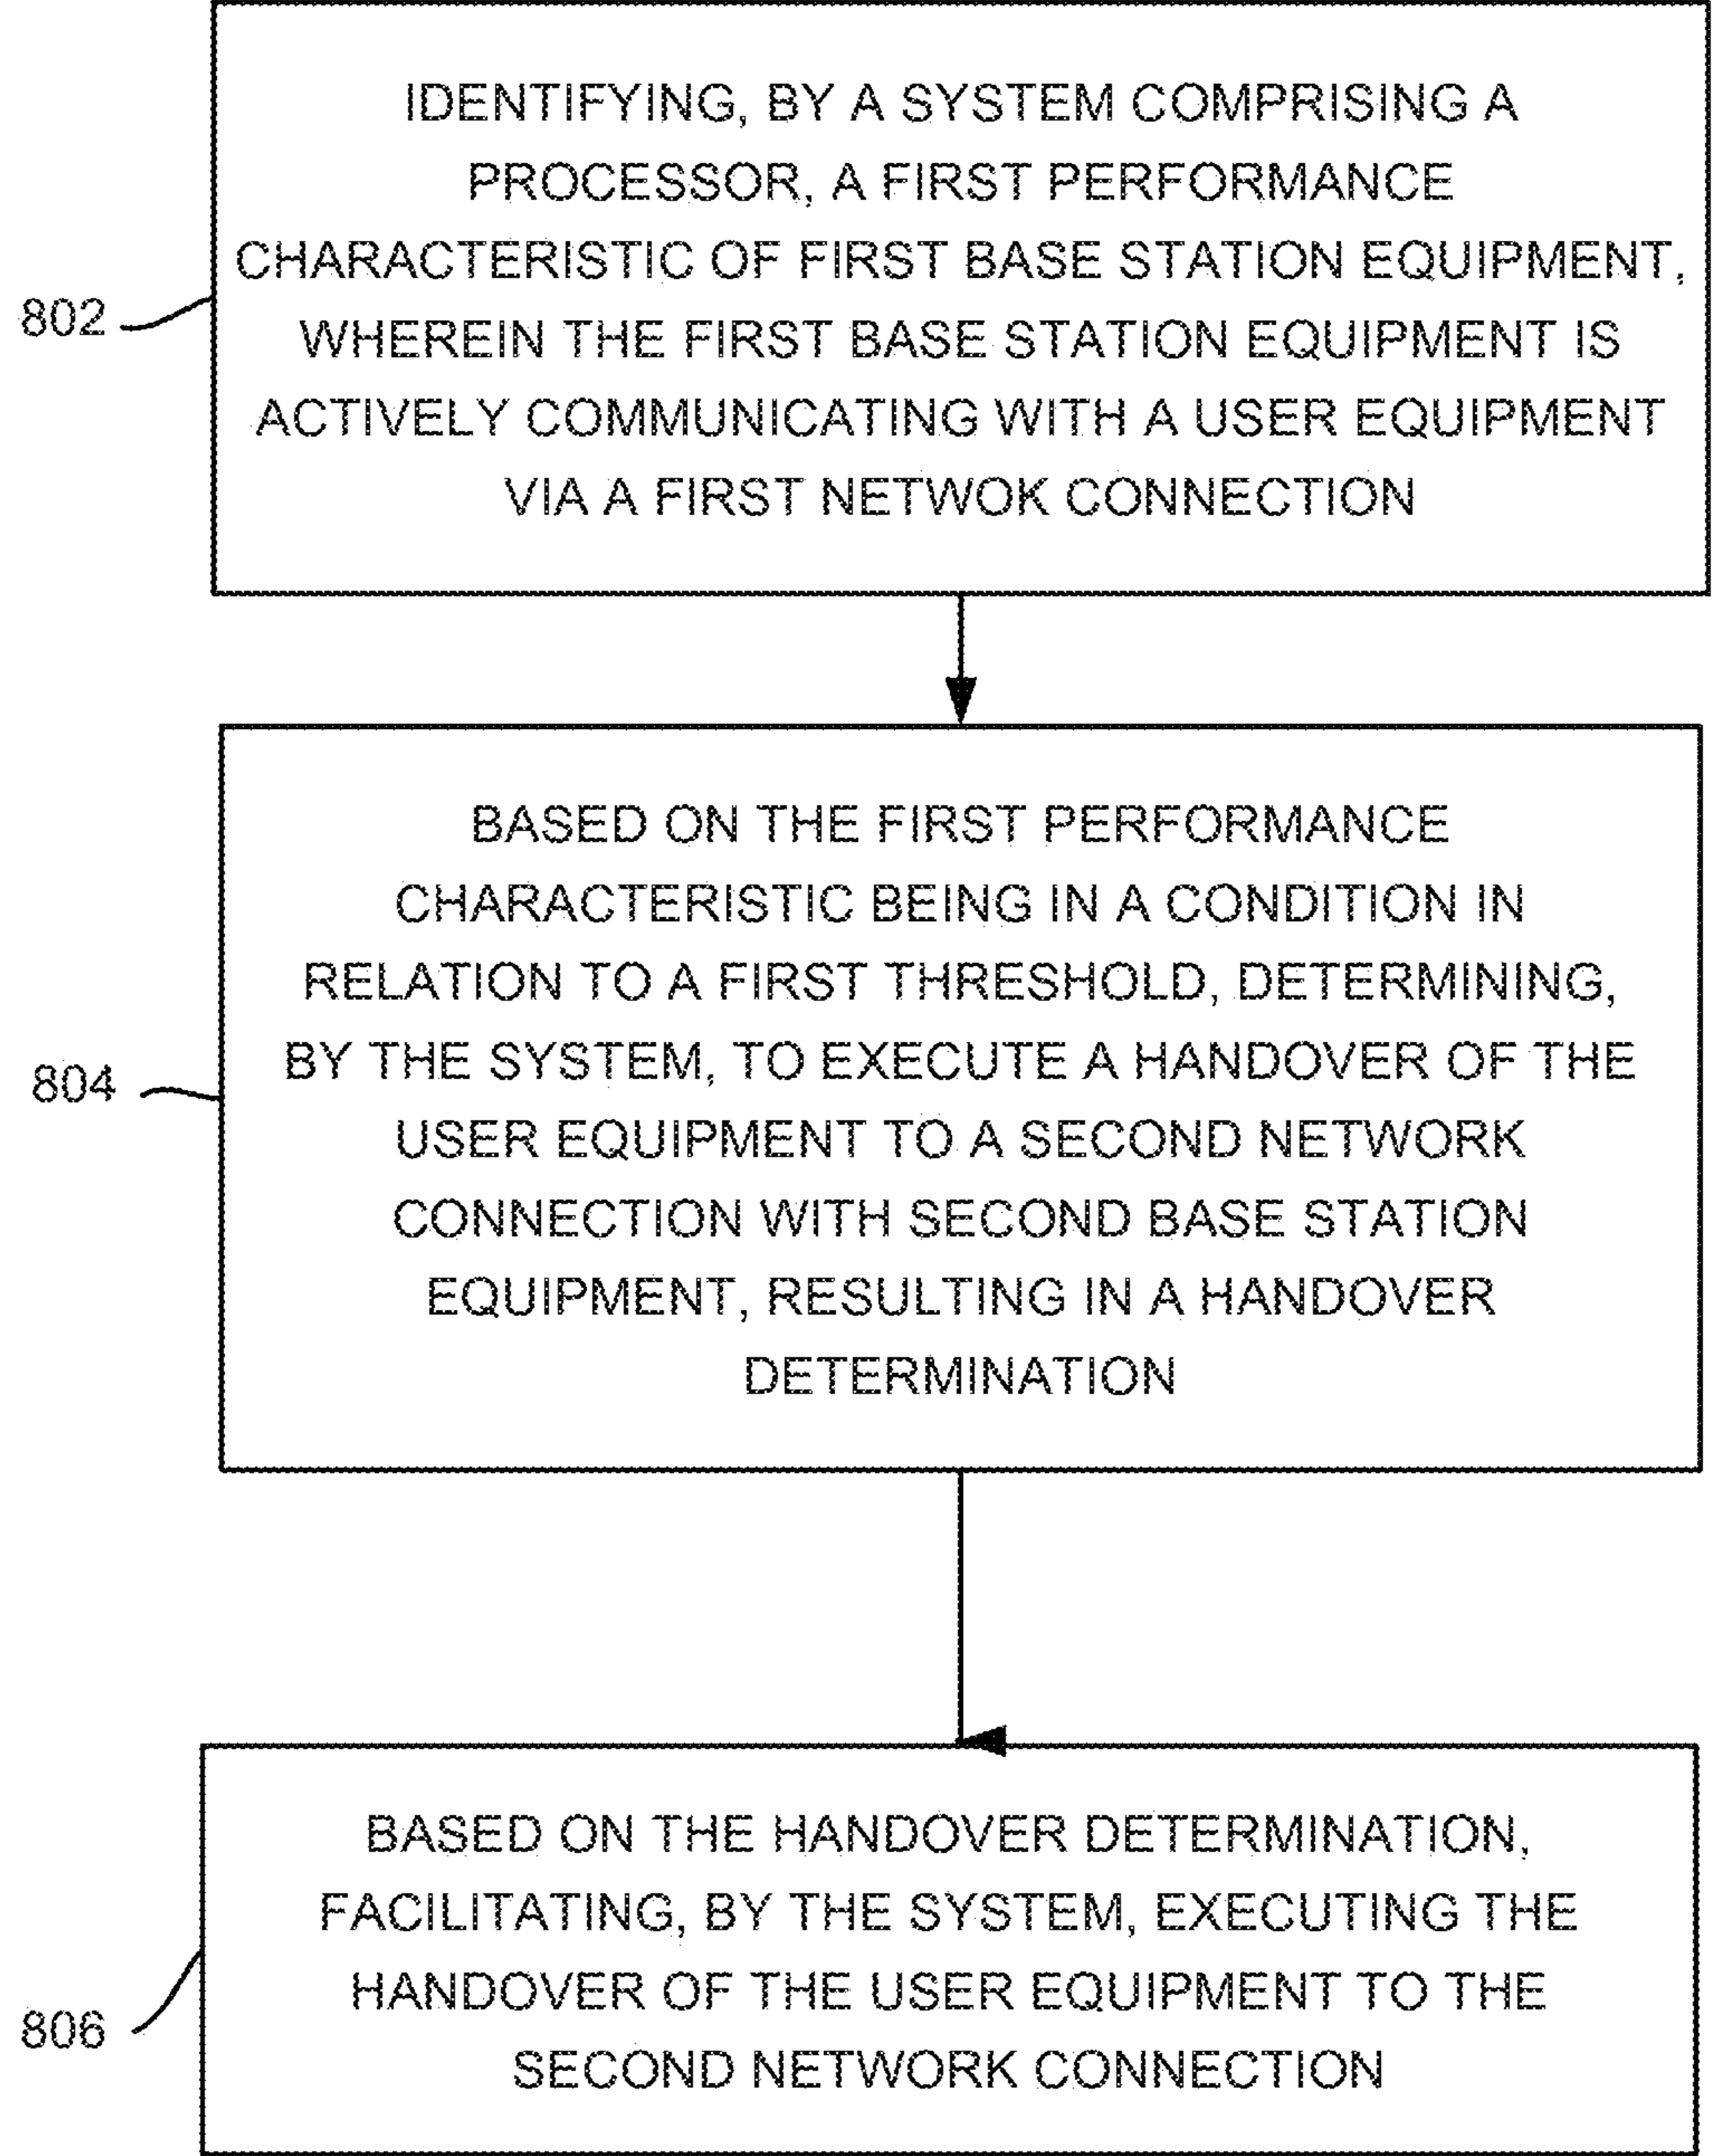 IDENTIFYING, BY A SYSTEM COMPRISING A
PROCESSOR, A FIRST PERFORMANCE
CHARACTERISTIC OF FIRST BASE STATION EQUIPMENT,
802
WHEREIN THE FIRST BASE STATION EQUIPMENT IS
ACTIVELY COMMUNICATING WITH A USER EQUIPMENT
VIA A FIRST NETWOK CONNECTION
BASED ON THE FIRST PERFORMANCE
CHARACTERISTIC BEING IN A CONDITION IN
RELATION TO A FIRST THRESHOLD, DETERMINING,
BY THE SYSTEM, TO EXECUTE A HANDOVER OF THE
804
USER EQUIPMENT TO A SECOND NETWORK
CONNECTION WITH SECOND BASE STATION
EQUIPMENT, RESULTING IN A HANDOVER
DETERMINATION
BASED ON THE HANDOVER DETERMINATION,
FACILITATING, BY THE SYSTEM, EXECUTING THE
HANDOVER OF THE USER EQUIPMENT TO THE
806
SECOND NETWORK CONNECTION